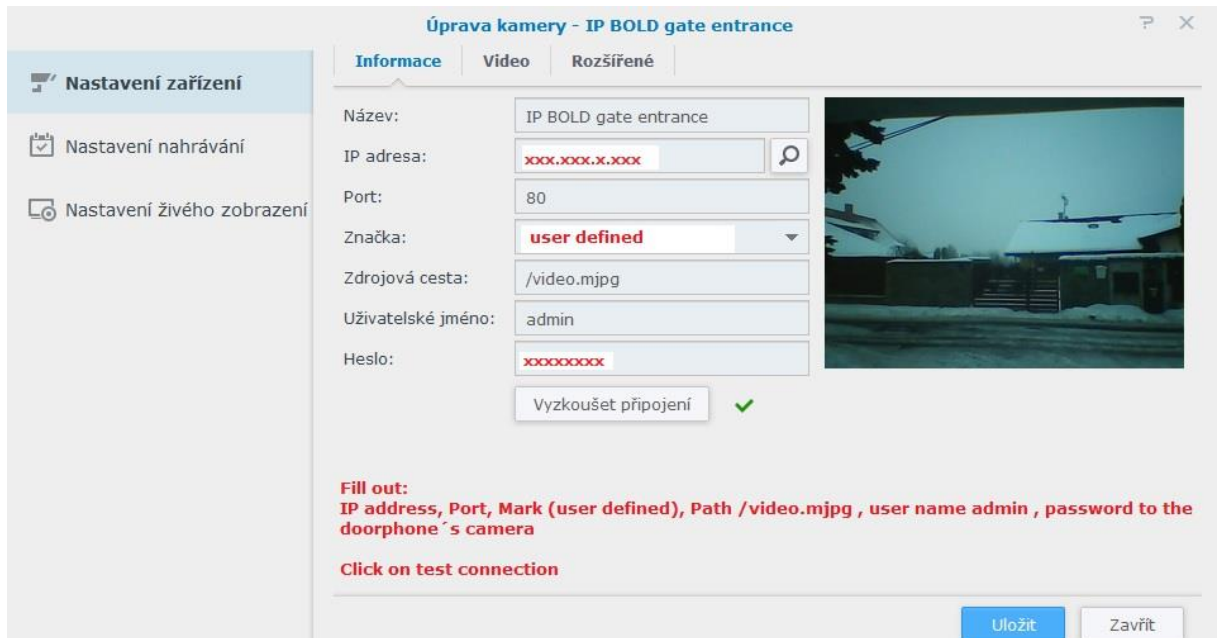 Úprava kamery - IP BOLD gate entrance
? X
Nastavení zařízení
Nastavení nahrávání
Nastavení živého zobrazení
Informace Video Rozšířené
Název: IP BOLD gate entrance
IP adresa: xxx.xxx.x.xxx
Port: 80
Značka: user defined
Zdrojová cesta: /video.mjpg
Uživatelské jméno: admin
Heslo: xxxxxxxx
Vyzkoušet připojení
Fill out:
IP address, Port, Mark (user defined), Path /video.mjpg , user name admin , password to the
doorphone´s camera
Click on test connection
Uložit Zavřít